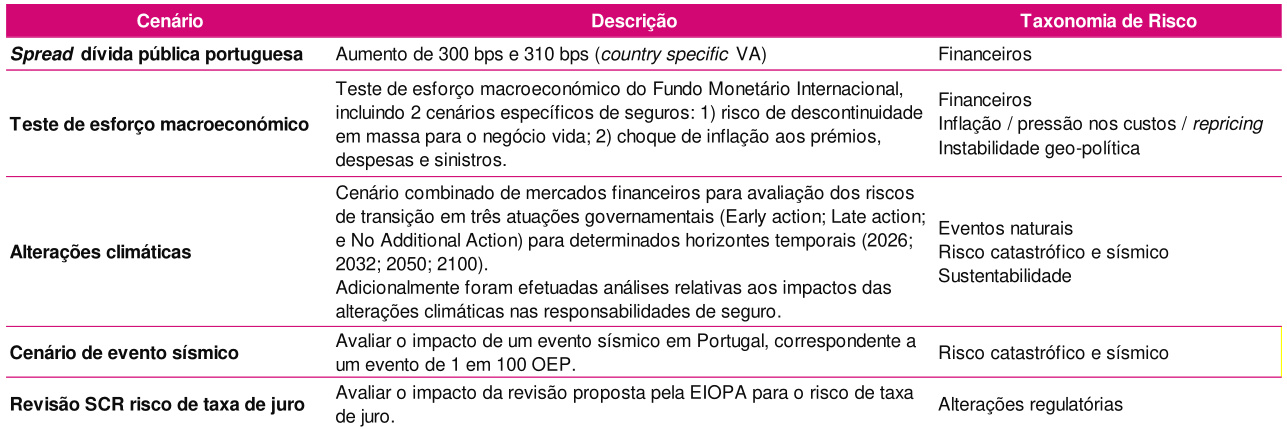 Cenário Descrição Taxonomia de Risco
Spread dívida pública portuguesa Aumento de 300 bps e 310 bps (country specific VA) Financeiros
Teste de esforço macroeconómico
Teste de esforço macroeconómico do Fundo Monetário Internacional,
incluindo 2 cenários específicos de seguros: 1) risco de descontinuidade
em massa para o negócio vida; 2) choque de inflação aos prémios,
despesas e sinistros.
Financeiros
Inflação / pressão nos custos / repricing
Instabilidade geo-política
Alterações climáticas
Cenário combinado de mercados financeiros para avaliação dos riscos
de transição em três atuações governamentais (Early action; Late action;
e No Additional Action) para determinados horizontes temporais (2026;
2032; 2050; 2100).
Adicionalmente foram efetuadas análises relativas aos impactos das
alterações climáticas nas responsabilidades de seguro.
Eventos naturais
Risco catastrófico e sísmico
Sustentabilidade
Cenário de evento sísmico
Avaliar o impacto de um evento sísmico em Portugal, correspondente a
um evento de 1 em 100 OEP.
Risco catastrófico e sísmico
Revisão SCR risco de taxa de juro
Avaliar o impacto da revisão proposta pela EIOPA para o risco de taxa
de juro.
Alterações regulatórias